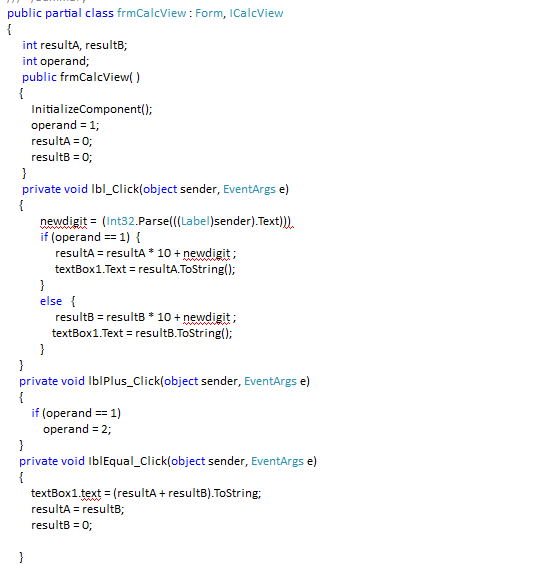 public partial class frmCalcView : Form, ICalcView
{
int resultA, resultB;
int operand;
public frmCalcView( )
{
InitializeComponent();
operand = 1;
resultA = 0;
resultB = 0;
}
private void lbl_Click(object sender, EventArgs e)
{
newdigit = (Int32.Parse(((Label)sender).Text)))
if (operand == 1) {
resultA = resultA * 10 + newdigit ;
textBox1.Text = resultA.ToString();
}
else {
resultB = resultB * 10 + newdigit ;
textBox1.Text = resultB.ToString();
}
}
private void lblPlus_Click(object sender, EventArgs e)
{
if (operand == 1)
operand = 2;
}
private void lblEqual_Click(object sender, EventArgs e)
{
textBox1.text = (resultA + resultB).ToString;
resultA = resultB;
resultB = 0;
}